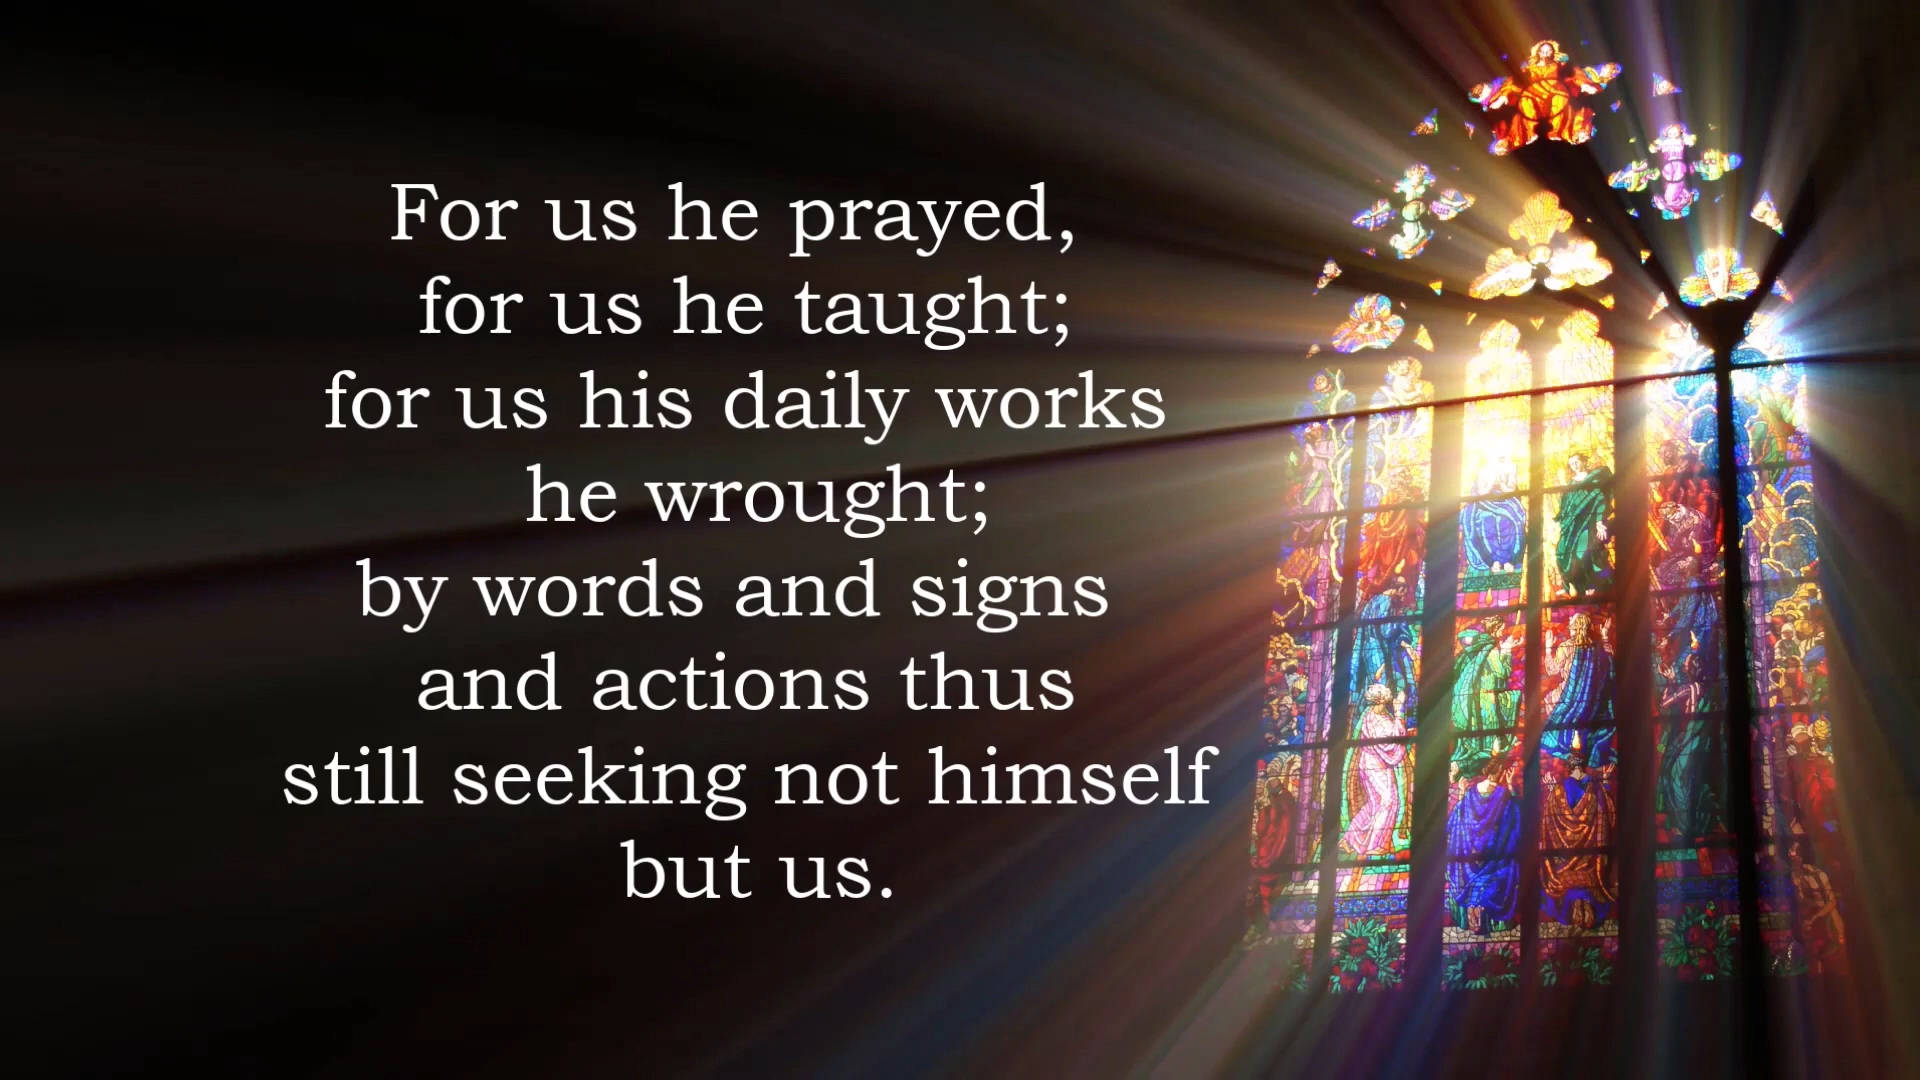 For us he prayed,
for us he taught;
for us his daily works
he wrought;
by words and signs
and actions thus
still seeking not himself
but us.